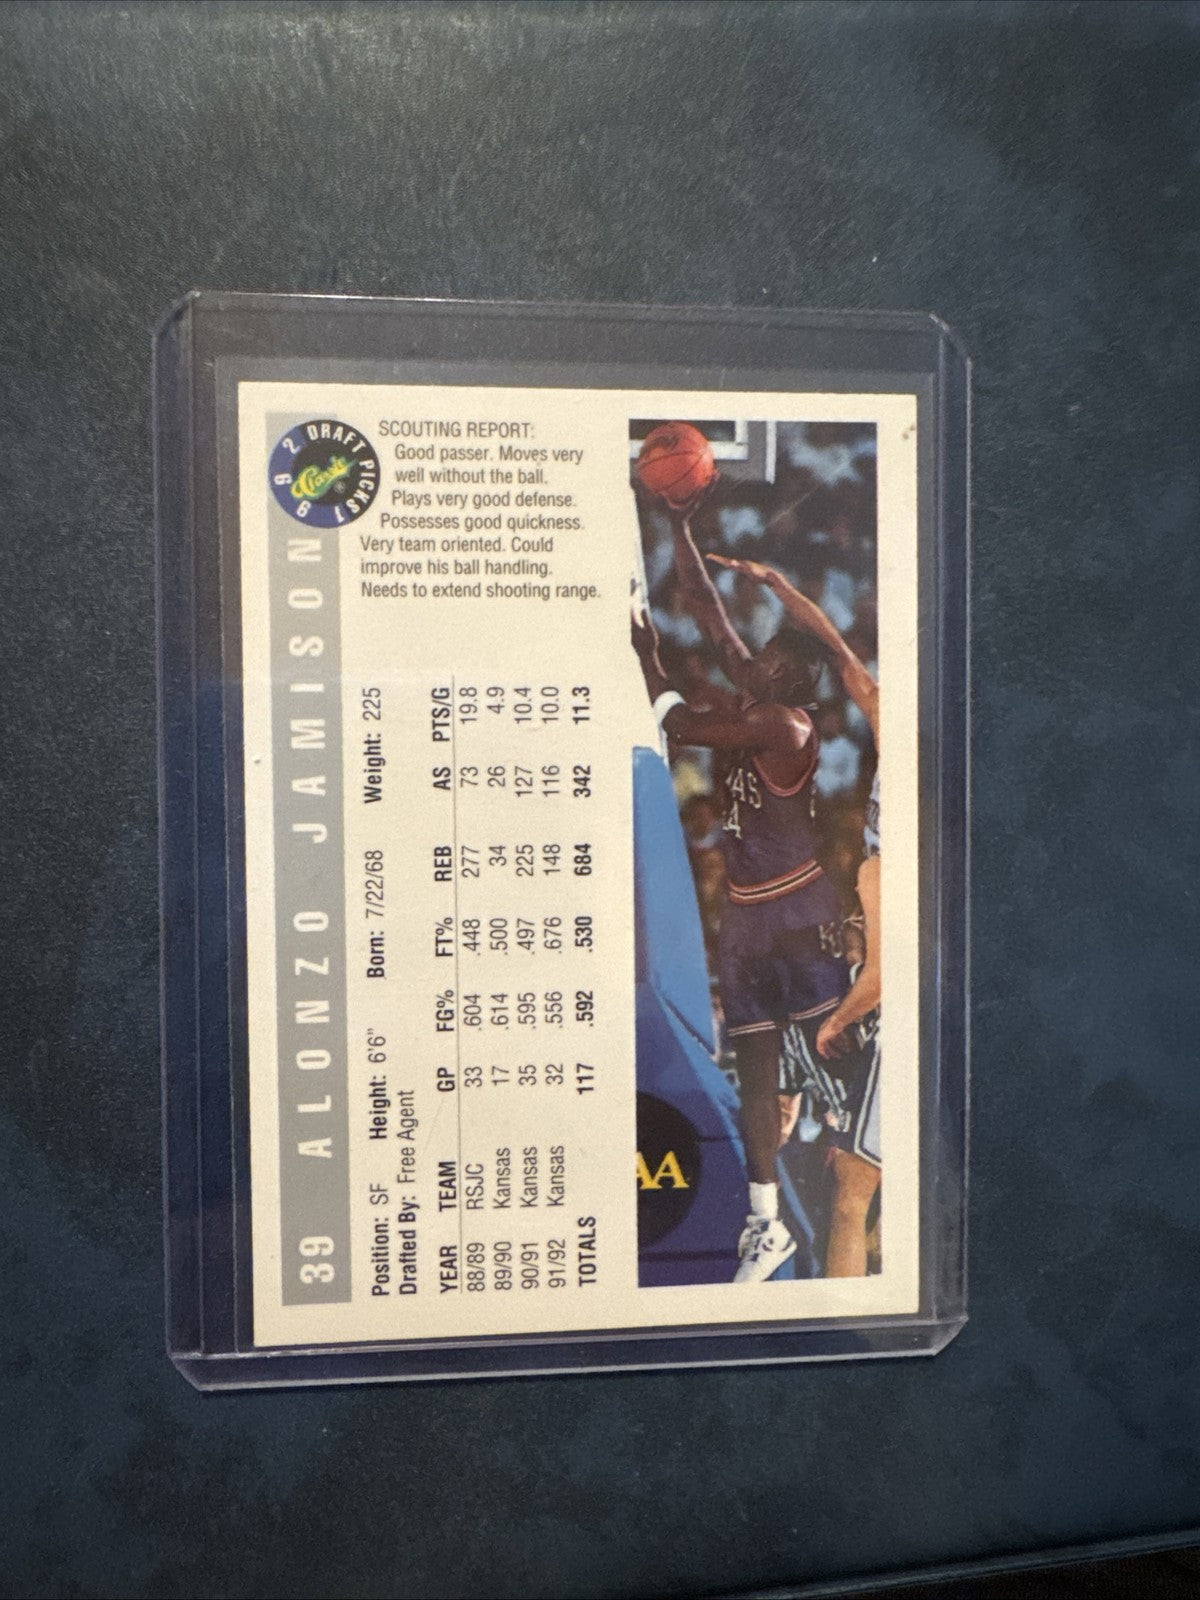 39 ALONZO JAMISON
1992 DRAFT PICKS
Classic
®
Position: SF Height: 6'6" Born: 7/22/68 Weight: 225
Drafted By: Free Agent
YEAR TEAM GP FG% FT% REB AS PTS/G
88/89 RSJC 33 .604 .448 277 73 19.8
89/90 Kansas 17 .614 .500 34 26 4.9
90/91 Kansas 35 .595 .497 225 127 10.4
91/92 Kansas 32 .556 .676 148 116 10.0
TOTALS 117 .592 .530 684 342 11.3
SCOUTING REPORT:
Good passer. Moves very
well without the ball.
Plays very good defense.
Possesses good quickness.
Very team oriented. Could
improve his ball handling.
Needs to extend shooting range.
AS
4
KU
AA